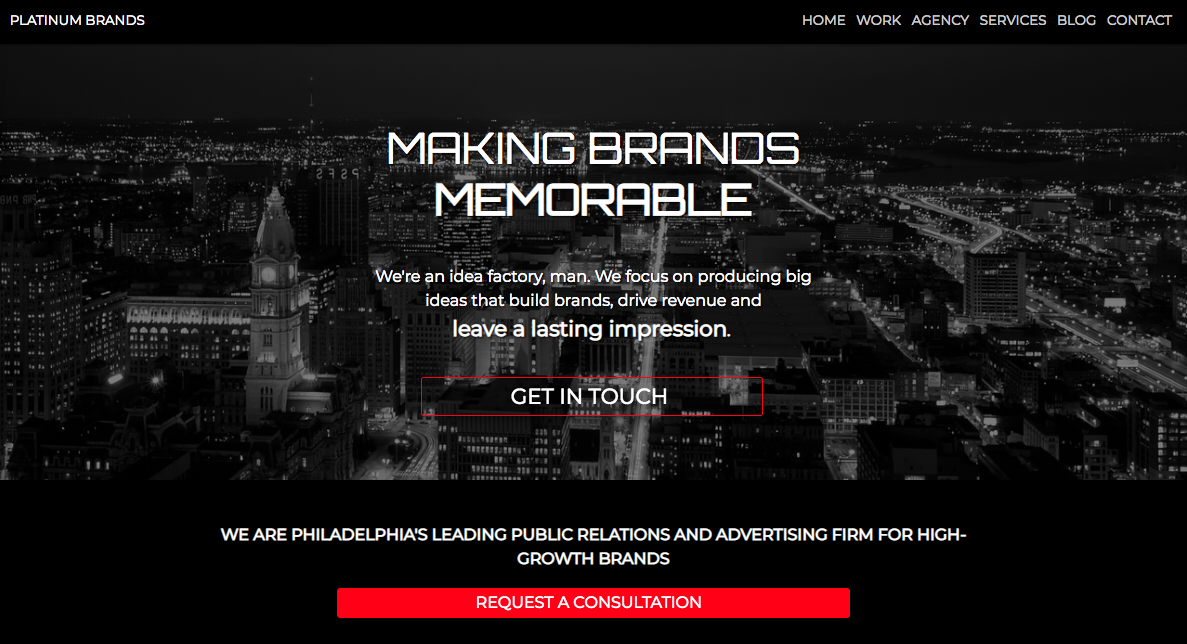 PLATINUM BRANDS
HOME WORK AGENCY SERVICES BLOG CONTACT
MAKING BRANDS
MEMORABLE
PSFS
PNB
We're an idea factory, man. We focus on producing big
ideas that build brands, drive revenue and
leave a lasting impression.
GET IN TOUCH
WE ARE PHILADELPHIA'S LEADING PUBLIC RELATIONS AND ADVERTISING FIRM FOR HIGH-
GROWTH BRANDS
REQUEST A CONSULTATION